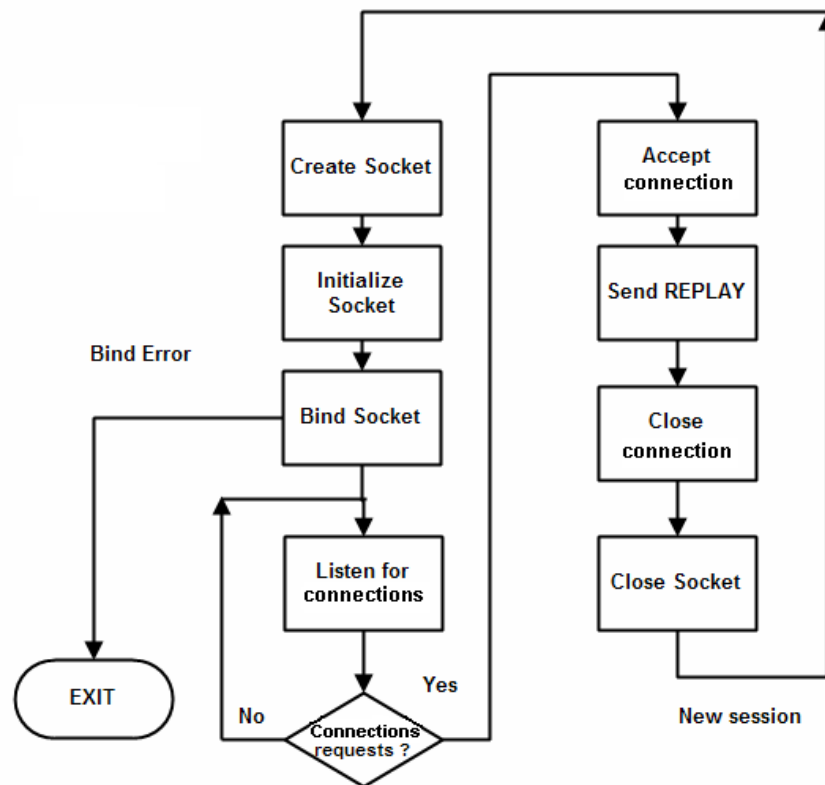 Create Socket
Initialize
Socket
Bind Error
Bind Socket
Listen for
connections
EXIT
No
Yes
Connections
requests ?
Accept
connection
Send REPLAY
Close
connection
Close Socket
New session